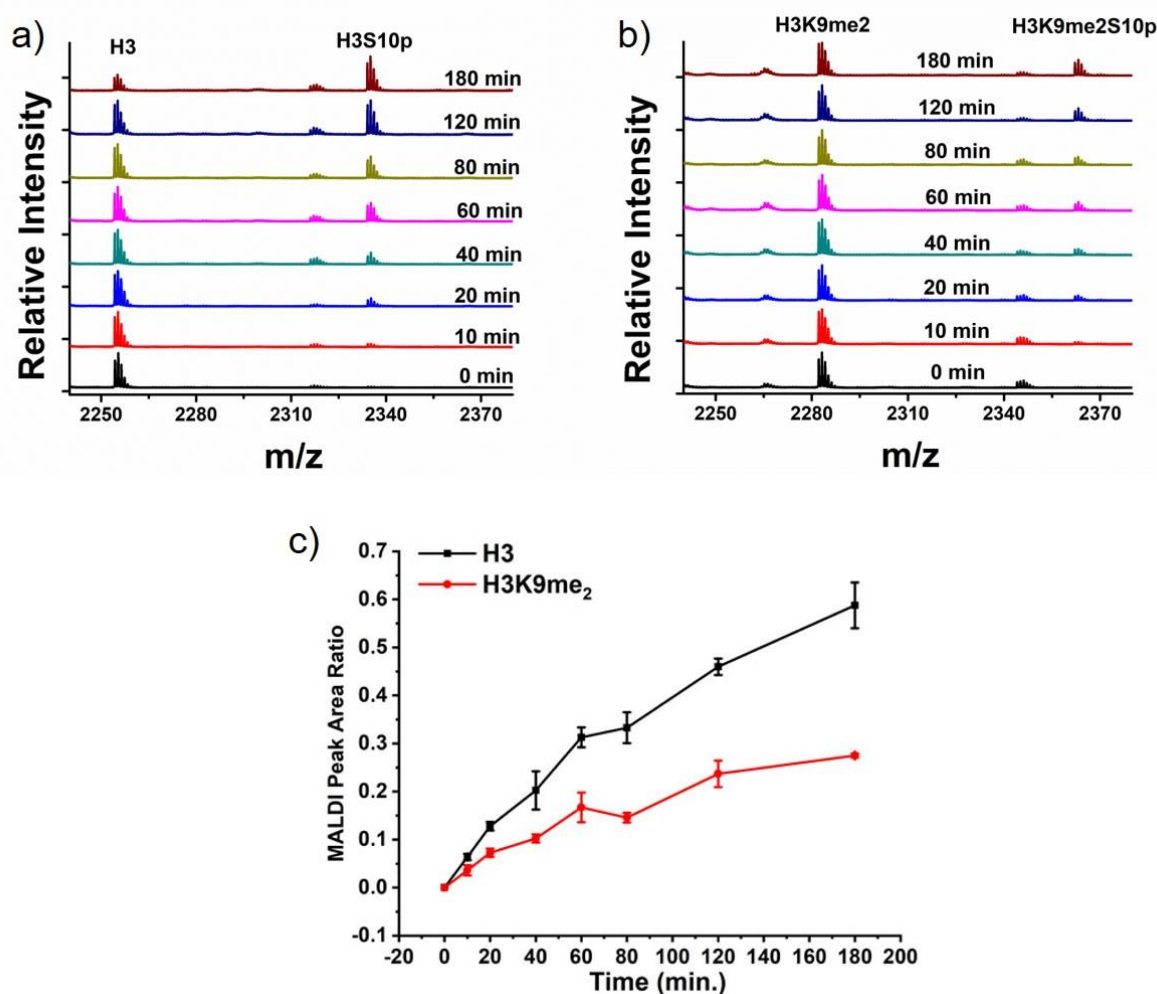 a)
H3
H3S10p
180 min
120 min
80 min
60 min
40 min
20 min
10 min
0 min
Relative Intensity
2250 2280 2310 2340 2370
m/z
b)
H3K9me2
H3K9me2S10p
180 min
120 min
80 min
60 min
40 min
20 min
10 min
0 min
Relative Intensity
2250 2280 2310 2340 2370
m/z
c)
H3
H3K9me₂
0.7
0.6
0.5
0.4
0.3
0.2
0.1
0.0
-0.1
MALDI Peak Area Ratio
-20 0 20 40 60 80 100 120 140 160 180 200
Time (min.)